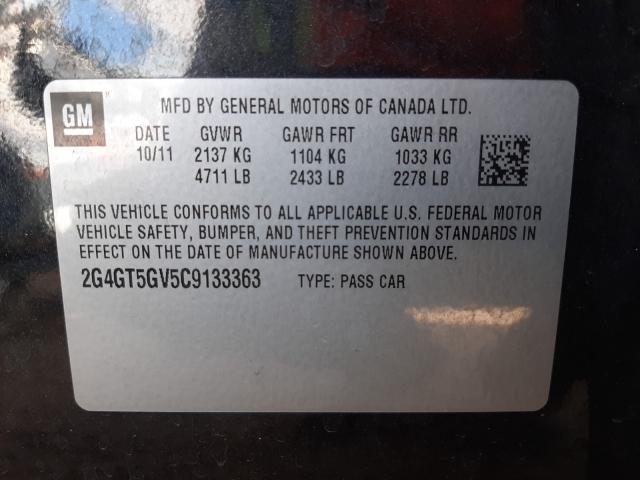 GM
MFD BY GENERAL MOTORS OF CANADA LTD.
DATE GVWR GAWR FRT GAWR RR
10/11 2137 KG 1104 KG 1033 KG
4711 LB 2433 LB 2278 LB
THIS VEHICLE CONFORMS TO ALL APPLICABLE U.S. FEDERAL MOTOR
VEHICLE SAFETY, BUMPER, AND THEFT PREVENTION STANDARDS IN
EFFECT ON THE DATE OF MANUFACTURE SHOWN ABOVE.
2G4GT5GV5C9133363 TYPE: PASS CAR